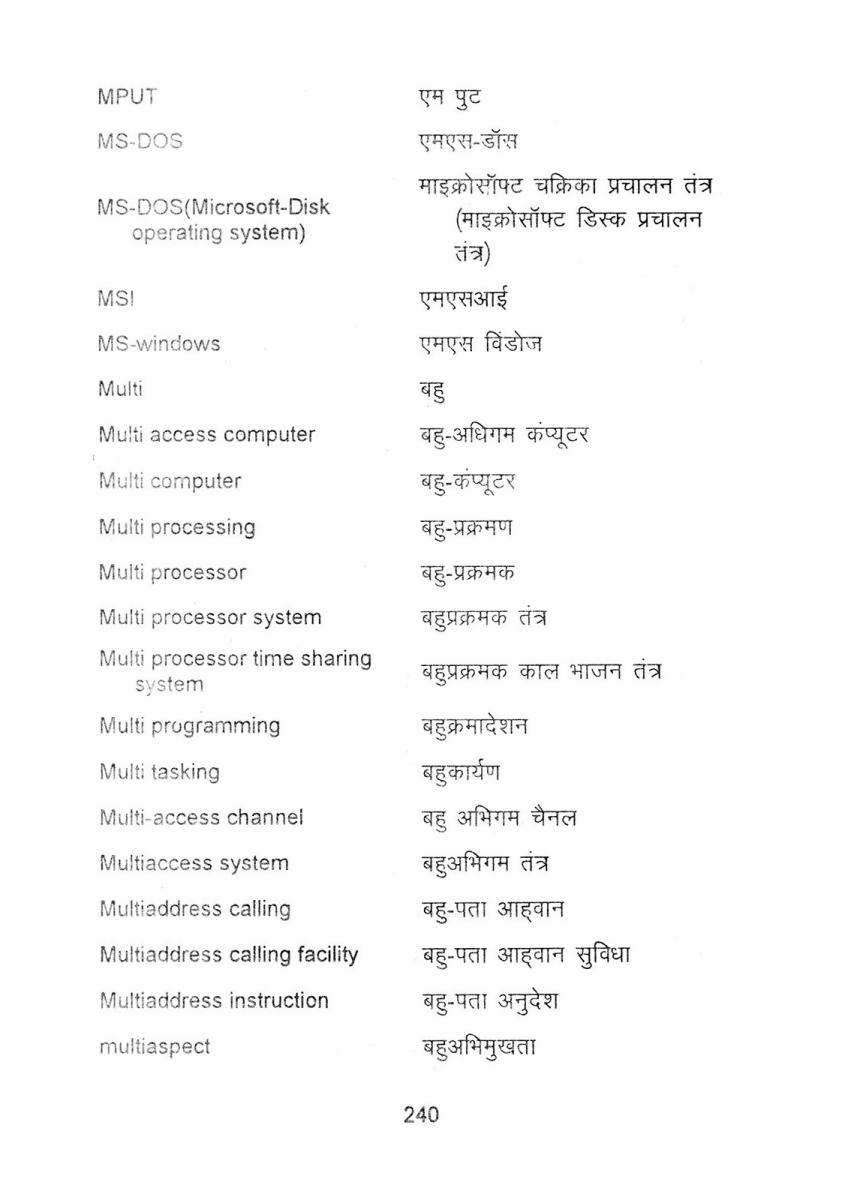 MPUT एम पुट
MS-DOS एमएस-डॉस
MS-DOS(Microsoft-Disk operating system) माइक्रोसॉफ्ट चक्रिका प्रचालन तंत्र
(माइक्रोसॉफ्ट डिस्क प्रचालन
तंत्र)
MSI एमएसआई
MS-windows एमएस विंडोज
Multi बहु
Multi access computer बहु-अधिगम कंप्यूटर
Multi computer बहु-कंप्यूटर
Multi processing बहु-प्रक्रमण
Multi processor बहु-प्रक्रमक
Multi processor system बहुप्रक्रमक तंत्र
Multi processor time sharing
system बहुप्रक्रमक काल भाजन तंत्र
Multi programming बहुक्रमादेशन
Multi tasking बहुकार्यण
Multi-access channel बहु अभिगम चैनल
Multiaccess system बहुअभिगम तंत्र
Multiaddress calling बहु-पता आह्वान
Multiaddress calling facility बहु-पता आह्वान सुविधा
Multiaddress instruction बहु-पता अनुदेश
multiaspect बहुअभिमुखता
240